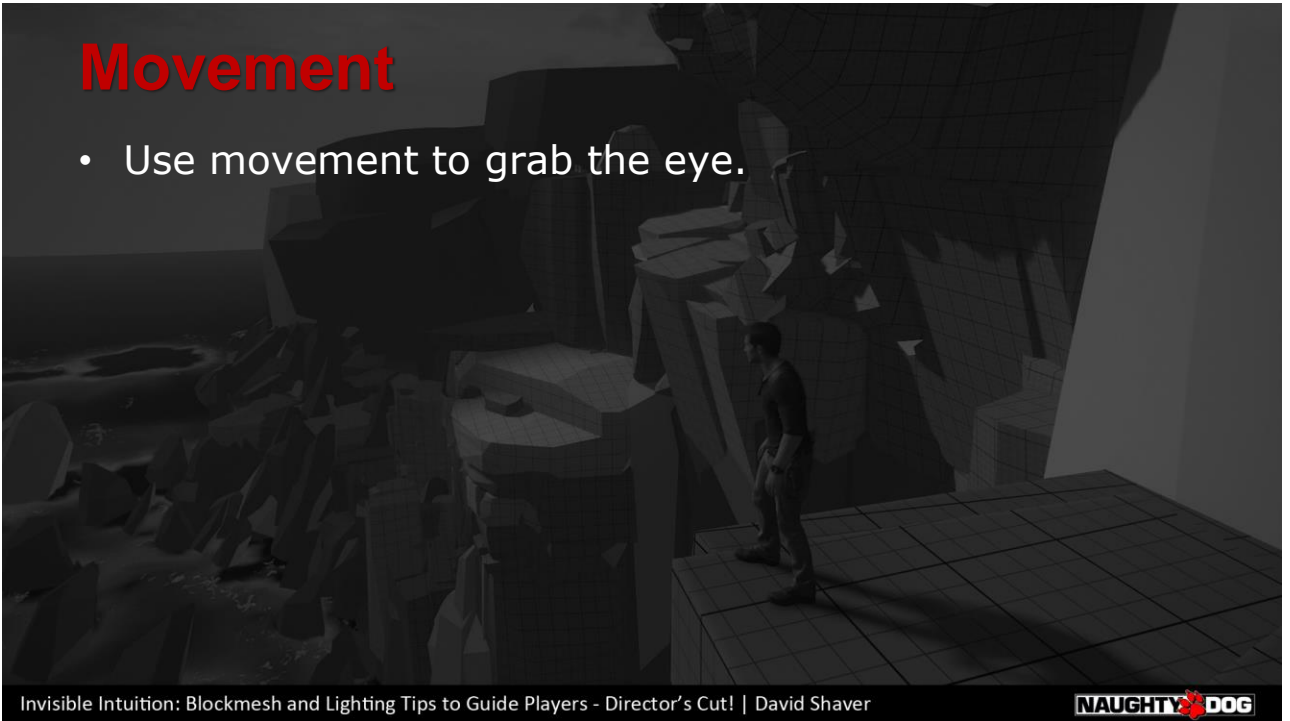 Movement
• Use movement to grab the eye.
Invisible Intuition: Blockmesh and Lighting Tips to Guide Players - Director's Cut! | David Shaver
NAUGHTY DOG